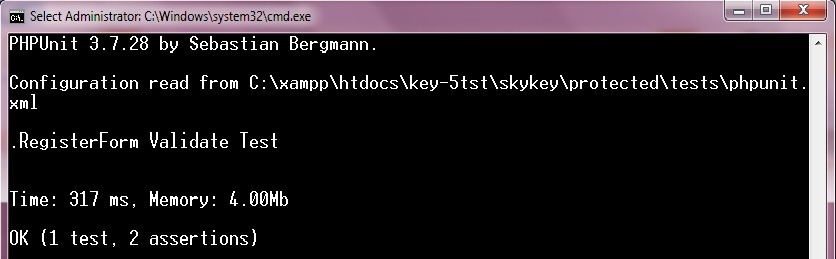 Select Administrator: C:\Windows\system32\cmd.exe
PHPUnit 3.7.28 by Sebastian Bergmann.
Configuration read from C:\xampp\htdocs\key-5tst\skykey\protected\tests\phpunit.
xml
.RegisterForm Validate Test
Time: 317 ms, Memory: 4.00Mb
OK (1 test, 2 assertions)